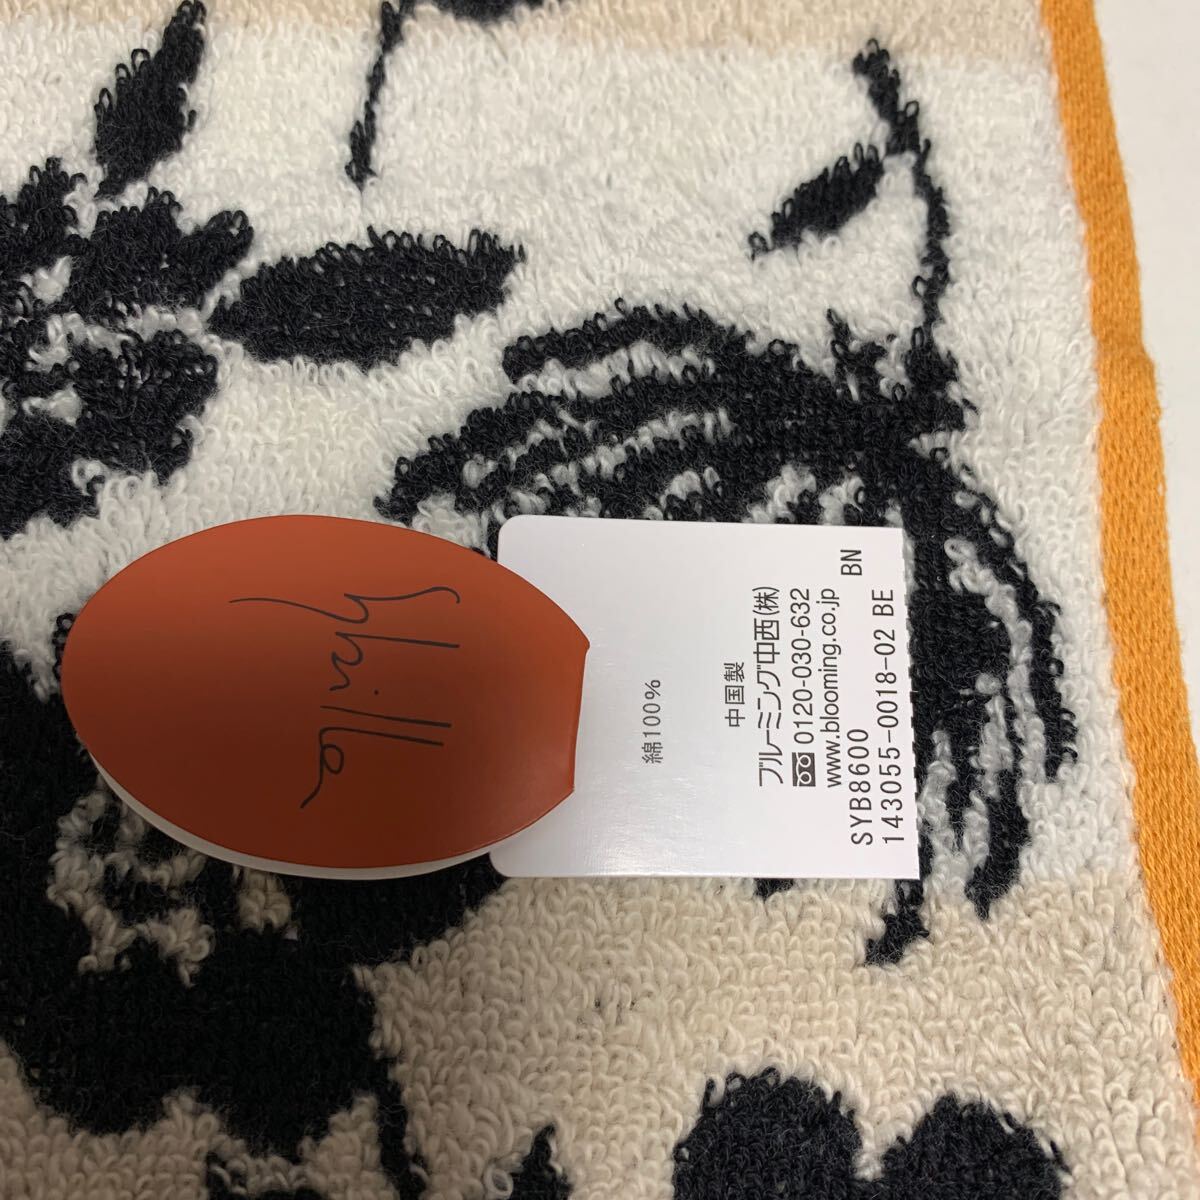 Sybilla
綿100%
中国製
ブルーミング中西(株)
0120-030-632
www.blooming.co.jp
SYB8600 BN
143055-0018-02 BE